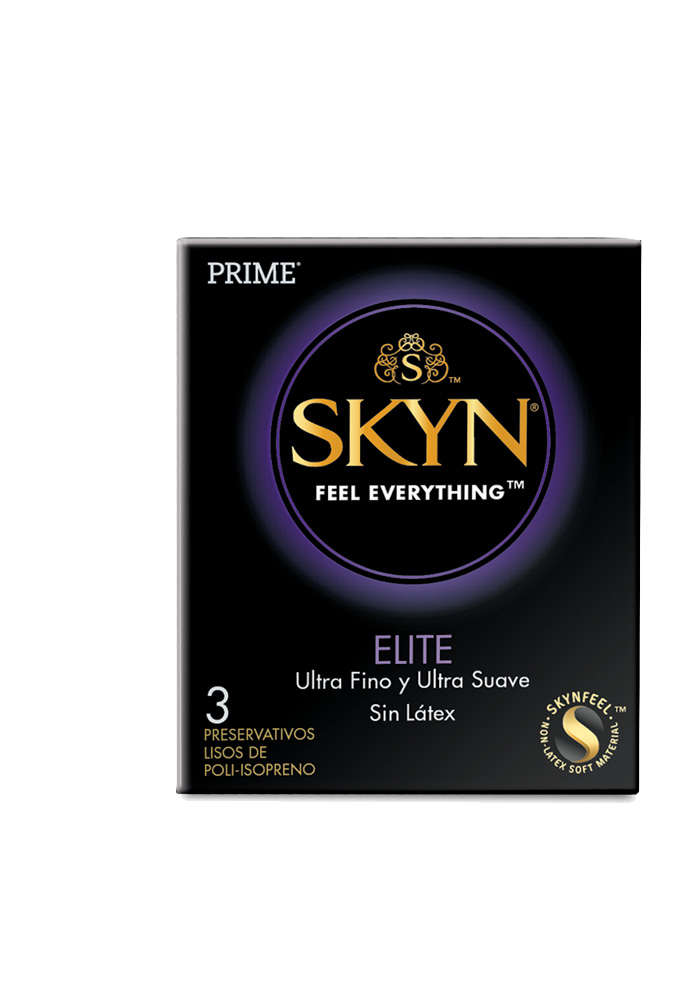 PRIME®
S™
SKYN®
FEEL EVERYTHING™
ELITE
Ultra Fino y Ultra Suave
Sin Látex
3
PRESERVATIVOS
LISOS DE
POLI-ISOPRENO
SKYNFEEL™
· NON-LATEX SOFT MATERIAL ·
S